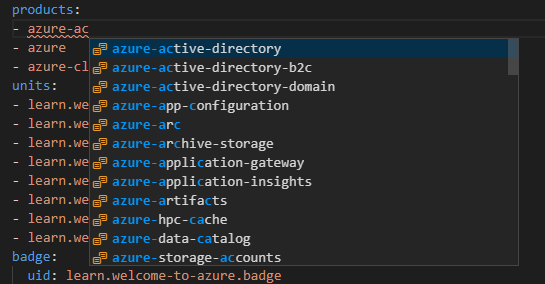 products:
- azure-ac
- azure azure-active-directory
- azure-cl azure-active-directory-b2c
azure-active-directory-domain
units:
- learn.we azure-app-configuration
- learn.we azure-arc
- learn.we azure-archive-storage
- learn.we azure-application-gateway
- learn.we azure-application-insights
- learn.we azure-artifacts
- learn.we azure-hpc-cache
- learn.we azure-data-catalog
badge: azure-storage-accounts
uid: learn.welcome-to-azure.badge